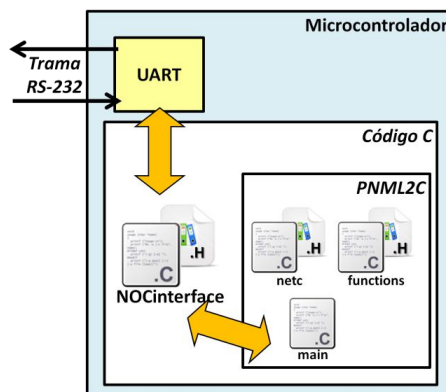 Microcontrolador
UART
Trama
RS-232
Código C
PNML2C
.H
.C
NOCinterface
.H
.C
netc
.H
.C
functions
.C
main